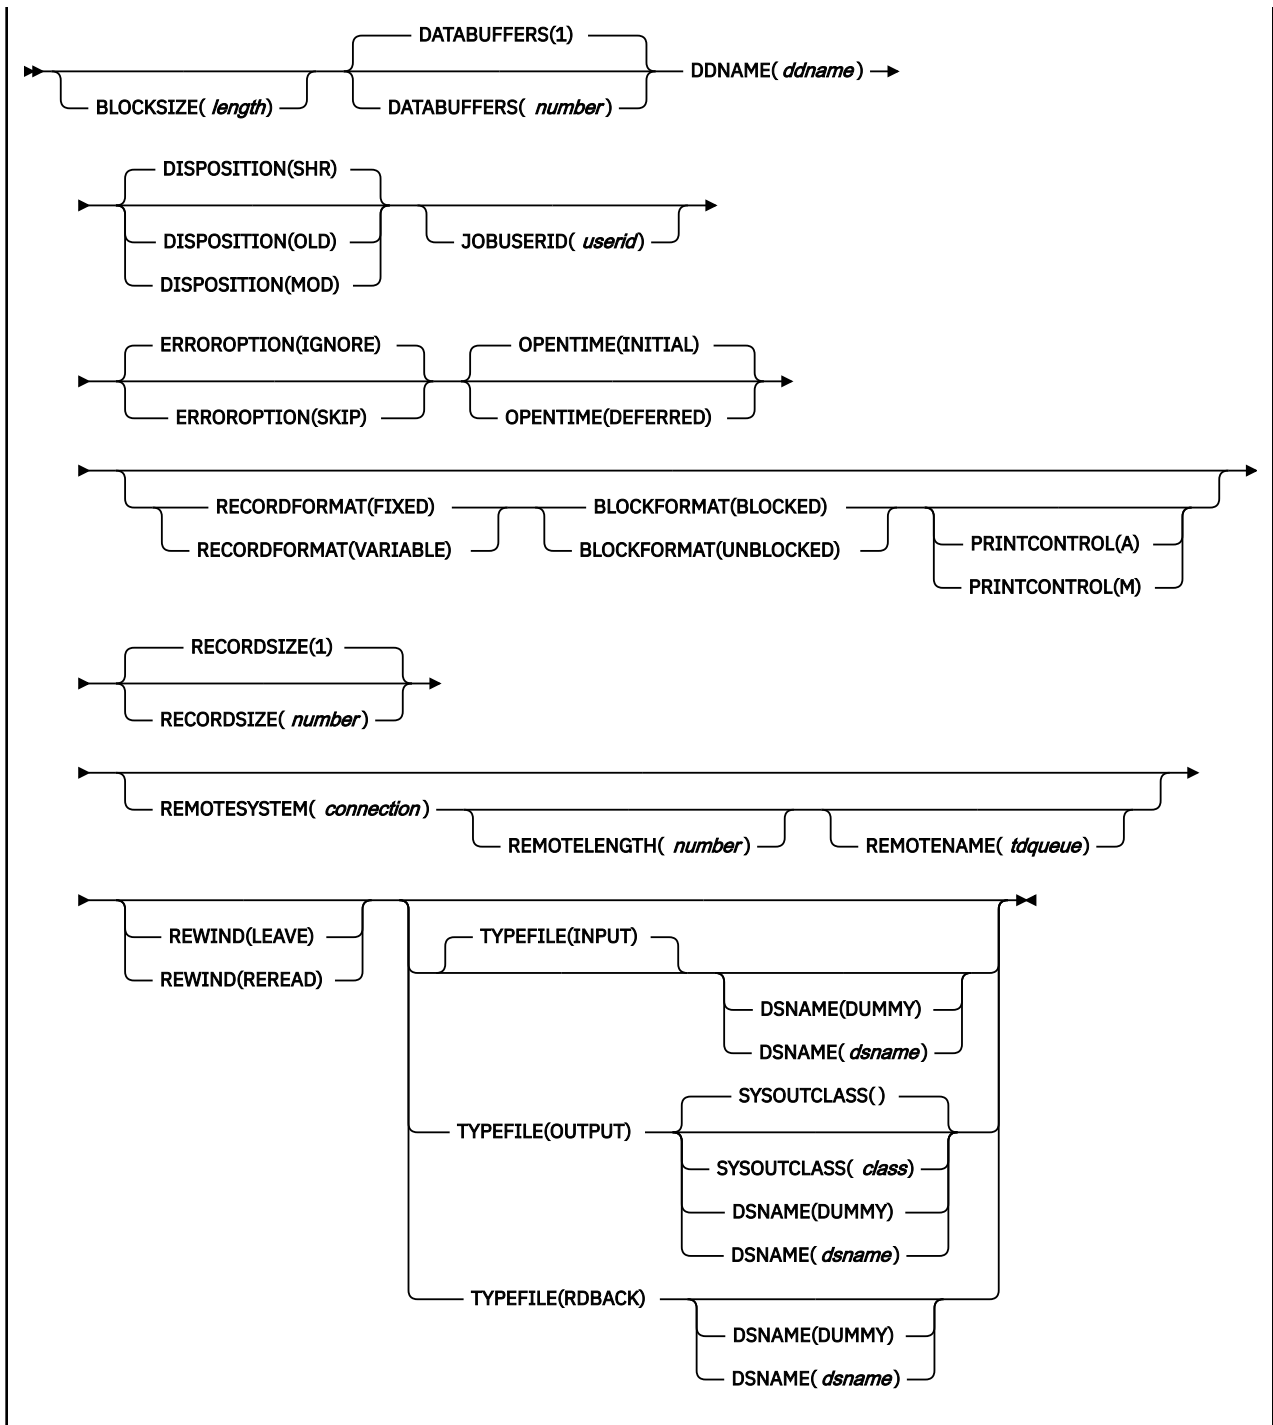 DATABUFFERS(1)
DDNAME( ddname)
BLOCKSIZE( length)
DATABUFFERS( number)
DISPOSITION(SHR)
DISPOSITION(OLD)
JOBUSERID( userid)
DISPOSITION(MOD)
ERROROPTION(IGNORE)
OPENTIME(INITIAL)
ERROROPTION(SKIP)
OPENTIME(DEFERRED)
RECORDFORMAT(FIXED)
BLOCKFORMAT(BLOCKED)
RECORDFORMAT(VARIABLE)
BLOCKFORMAT(UNBLOCKED)
PRINTCONTROL(A)
PRINTCONTROL(M)
RECORDSIZE(1)
RECORDSIZE( number)
REMOTESYSTEM( connection)
REMOTELENGTH( number)
REMOTENAME( tdqueue)
REWIND(LEAVE)
TYPEFILE(INPUT)
REWIND(REREAD)
DSNAME(DUMMY)
DSNAME( dsname)
SYSOUTCLASS( )
TYPEFILE(OUTPUT)
SYSOUTCLASS( class)
DSNAME(DUMMY)
DSNAME( dsname)
TYPEFILE(RDBACK)
DSNAME(DUMMY)
DSNAME( dsname)